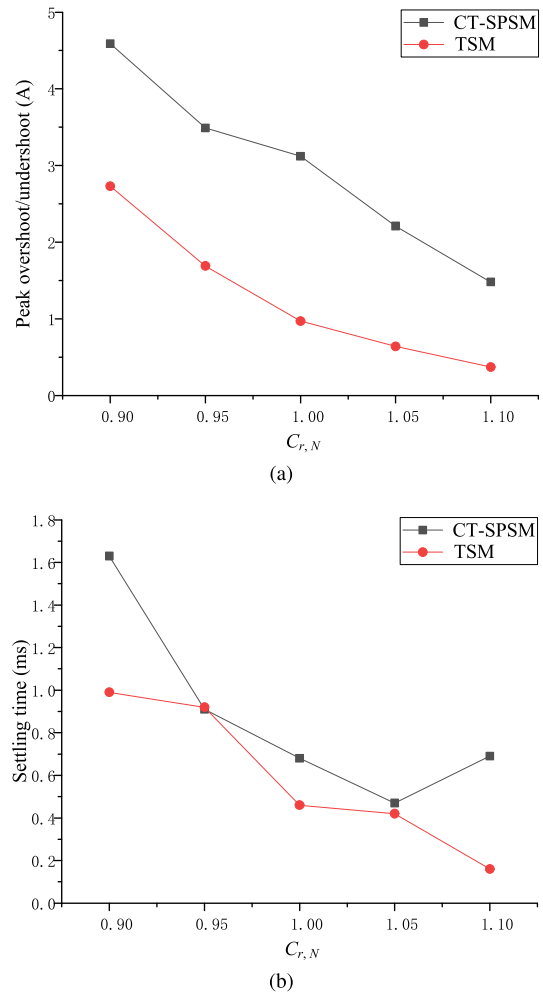 5
4
3
2
1
0
Peak overshoot/undershoot (A)
CT-SPSM
TSM
0.90 0.95 1.00 1.05 1.10
C_{r, N}
(a)
1.8
1.6
1.4
1.2
1.0
0.8
0.6
0.4
0.2
0.0
Settling time (ms)
CT-SPSM
TSM
0.90 0.95 1.00 1.05 1.10
C_{r, N}
(b)